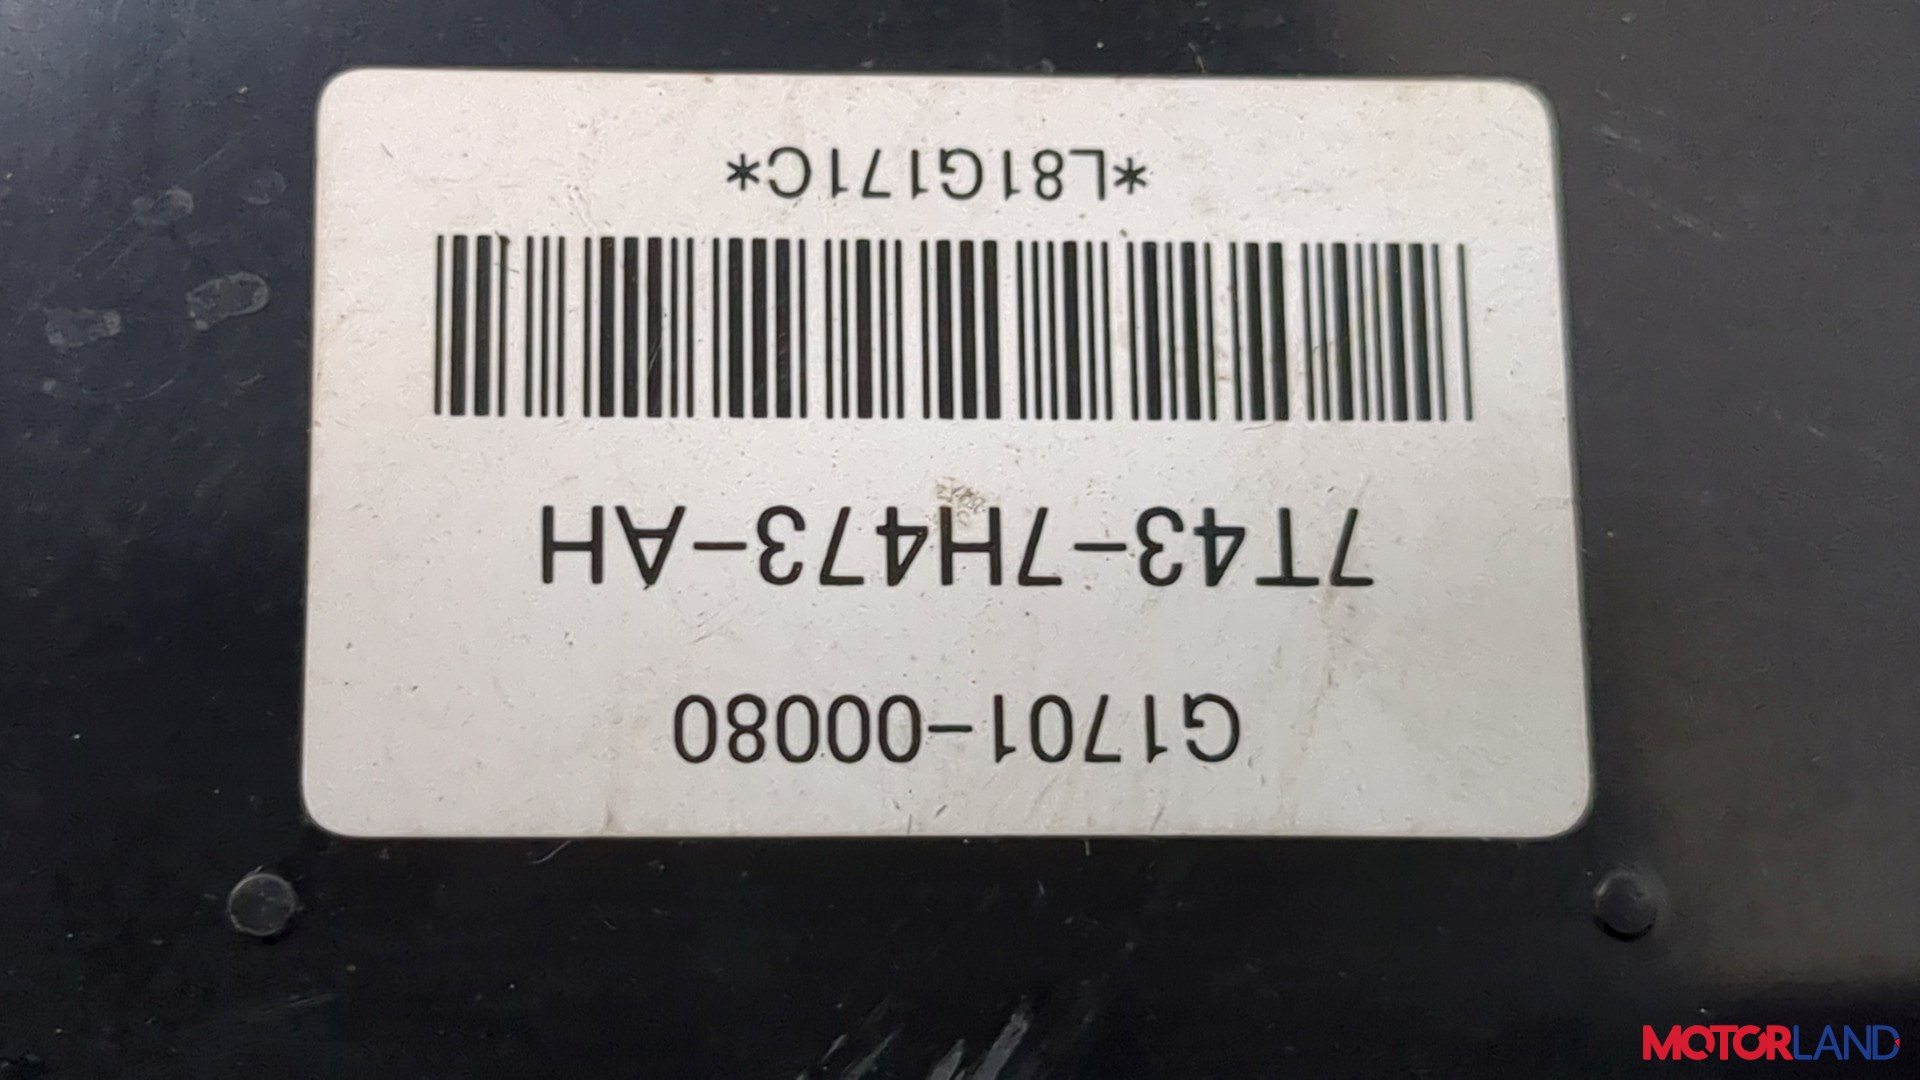 G1701-00080
7T43-7H473-AH
*L81G171C*
MOTORLAND